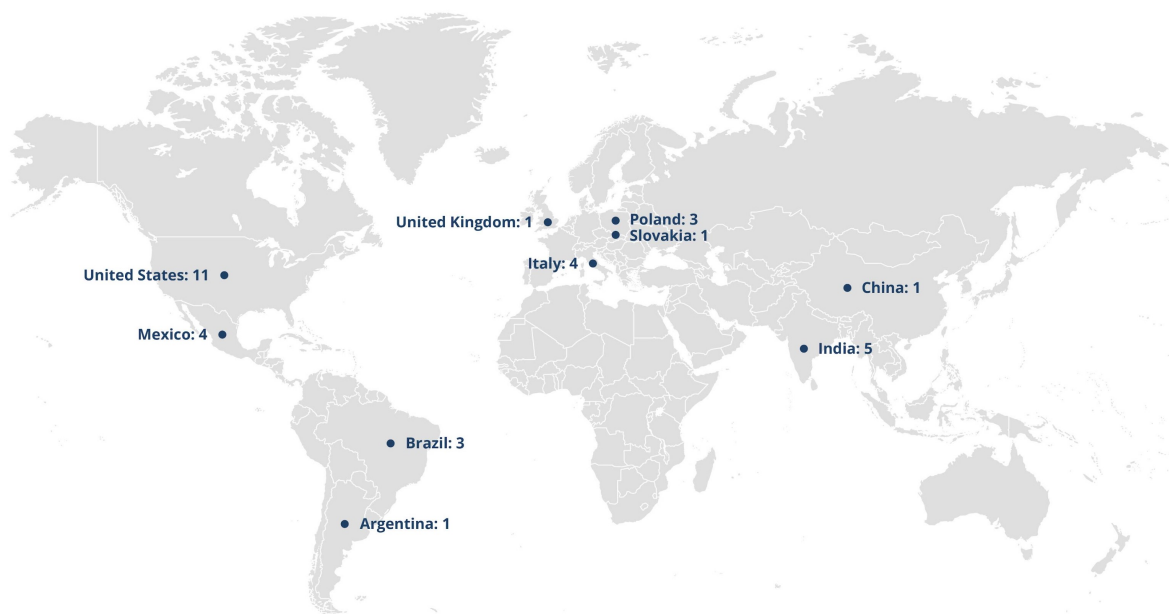 United Kingdom: 1
Poland: 3
Slovakia: 1
Italy: 4
United States: 11
China: 1
Mexico: 4
India: 5
Brazil: 3
Argentina: 1